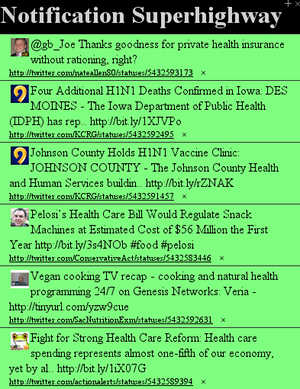 Notification Superhighway
+ ×
@gb_Joe Thanks goodness for private health insurance
without rationing, right?
http://twitter.com/nateallen80/statuses/5432593173 ×
Four Additional H1N1 Deaths Confirmed in Iowa: DES
MOINES - The Iowa Department of Public Health
(IDPH) has rep.. http://bit.ly/1XJVPo
http://twitter.com/KCRG/statuses/5432592495 ×
Johnson County Holds H1N1 Vaccine Clinic:
JOHNSON COUNTY - The Johnson County Health
and Human Services buildin.. http://bit.ly/rZNAK
http://twitter.com/KCRG/statuses/5432591457 ×
Pelosi's Health Care Bill Would Regulate Snack
Machines at Estimated Cost of $56 Million the First
Year http://bit.ly/3s4NOb #food #pelosi
http://twitter.com/ConservativeAct/statuses/5432583446 ×
Vegan cooking TV recap - cooking and natural health
programming 24/7 on Genesis Networks: Veria -
http://tinyurl.com/yzw9cue
http://twitter.com/SacNutritionExm/statuses/5432592631 ×
Fight for Strong Health Care Reform: Health care
spending represents almost one-fifth of our economy,
yet by al.. http://bit.ly/1iX07G
http://twitter.com/actionalerts/statuses/5432589394 ×